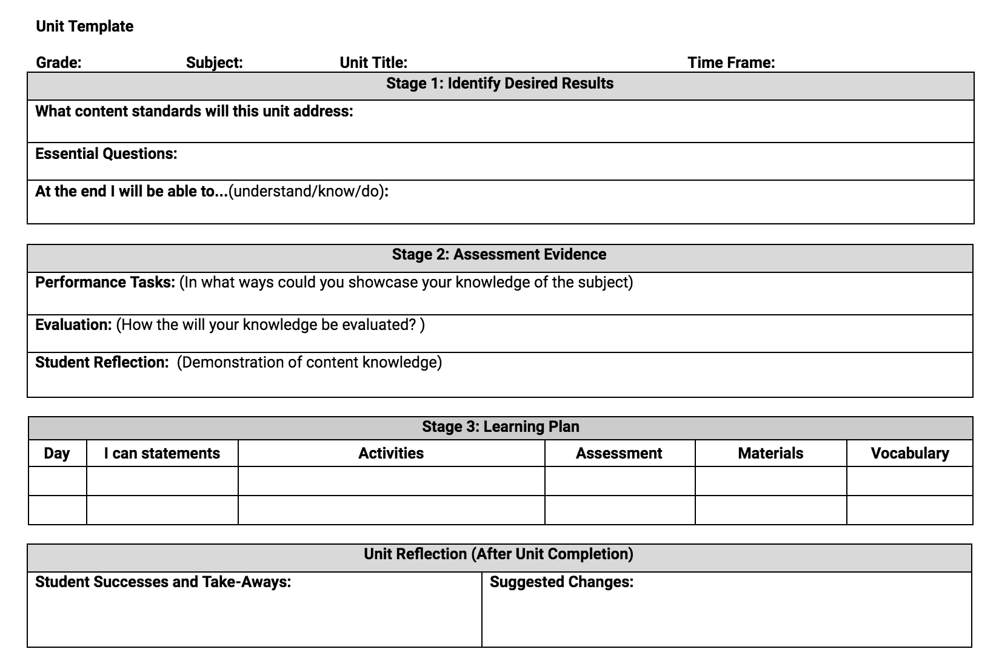 Unit Template
Grade: Subject: Unit Title: Time Frame:
Stage 1: Identify Desired Results
What content standards will this unit address:
Essential Questions:
At the end I will be able to...(understand/know/do):
Stage 2: Assessment Evidence
Performance Tasks: (In what ways could you showcase your knowledge of the subject)
Evaluation: (How the will your knowledge be evaluated? )
Student Reflection: (Demonstration of content knowledge)
Stage 3: Learning Plan
Day I can statements Activities Assessment Materials Vocabulary
Unit Reflection (After Unit Completion)
Student Successes and Take-Aways: Suggested Changes: